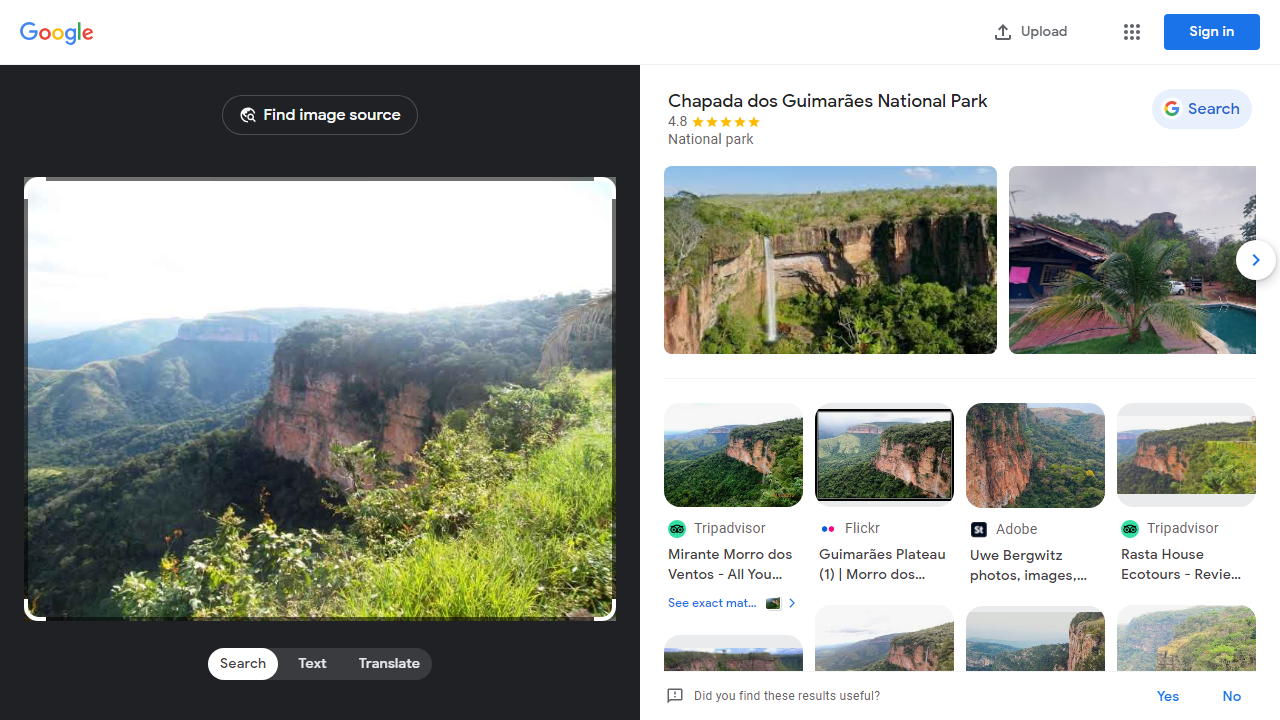 Google
Upload
Sign in
Find image source
Search
Text
Translate
Chapada dos Guimarães National Park
4.8
National park
Search
Tripadvisor
Mirante Morro dos
Ventos - All You...
See exact mat...
Flickr
Guimarães Plateau
(1) | Morro dos...
St
Adobe
Uwe Bergwitz
photos, images,...
Tripadvisor
Rasta House
Ecotours - Revie...
Did you find these results useful?
Yes
No